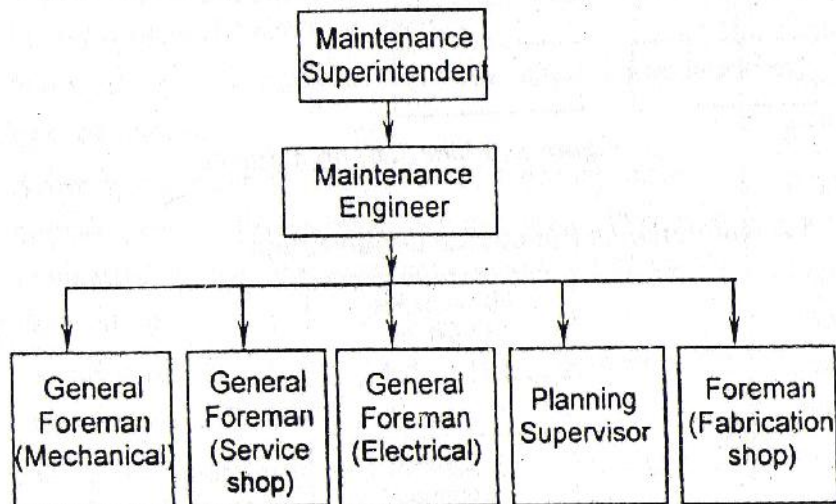 Maintenance
Superintendent
Maintenance
Engineer
General
Foreman
(Mechanical)
General
Foreman
(Service
shop)
General
Foreman
(Electrical)
Planning
Supervisor
Foreman
(Fabrication
shop)